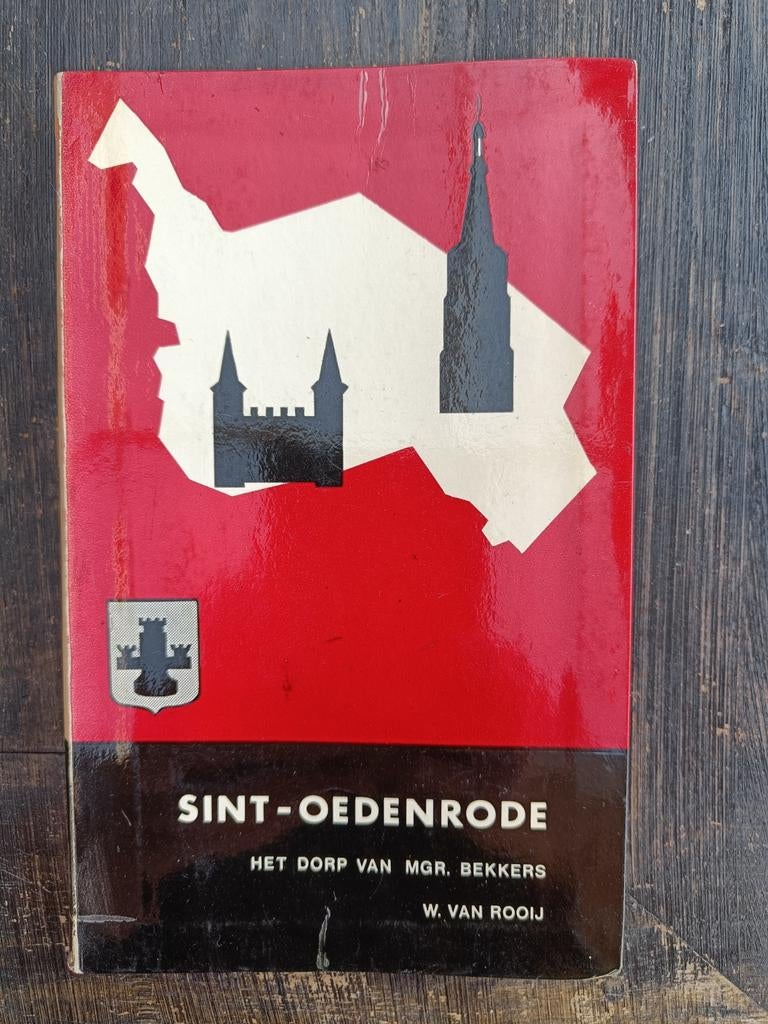 SINT-OEDENRODE
HET DORP VAN MGR. BEKKERS
W. VAN ROOIJ